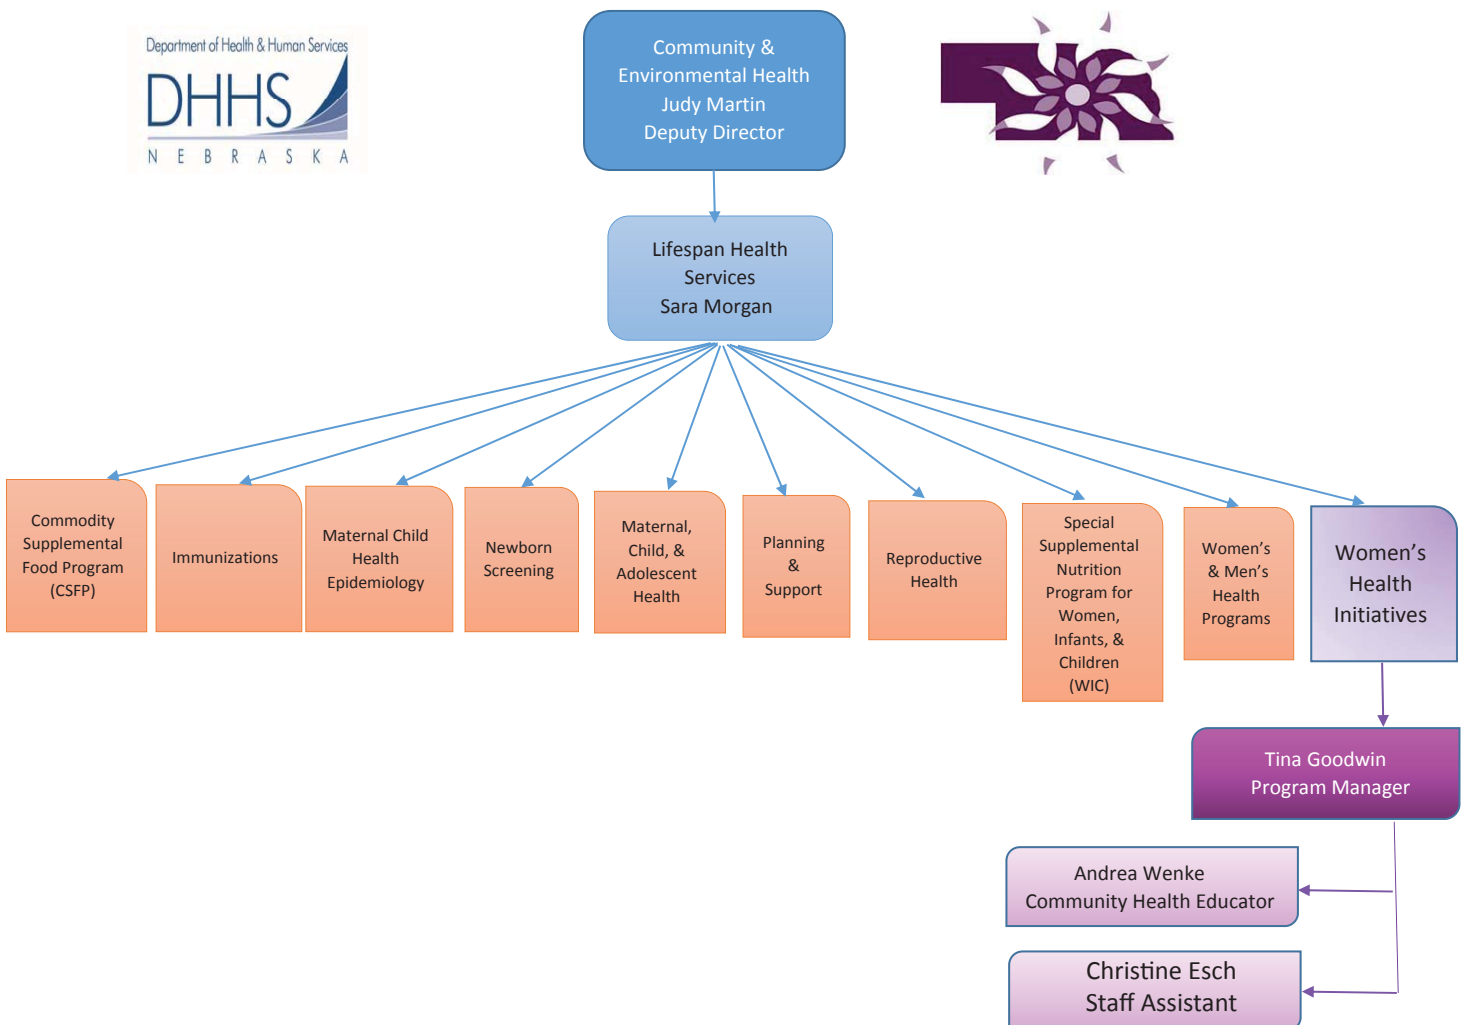 Department of Health & Human Services
DHHS
NEBRASKA
Community &
Environmental Health
Judy Martin
Deputy Director
Lifespan Health
Services
Sara Morgan
Commodity
Supplemental
Food Program
(CSFP)
Immunizations
Maternal Child
Health
Epidemiology
Newborn
Screening
Maternal,
Child, &
Adolescent
Health
Planning
&
Support
Reproductive
Health
Special
Supplemental
Nutrition
Program for
Women,
Infants, &
Children
(WIC)
Women’s
& Men’s
Health
Programs
Women’s
Health
Initiatives
Tina Goodwin
Program Manager
Andrea Wenke
Community Health Educator
Christine Esch
Staff Assistant